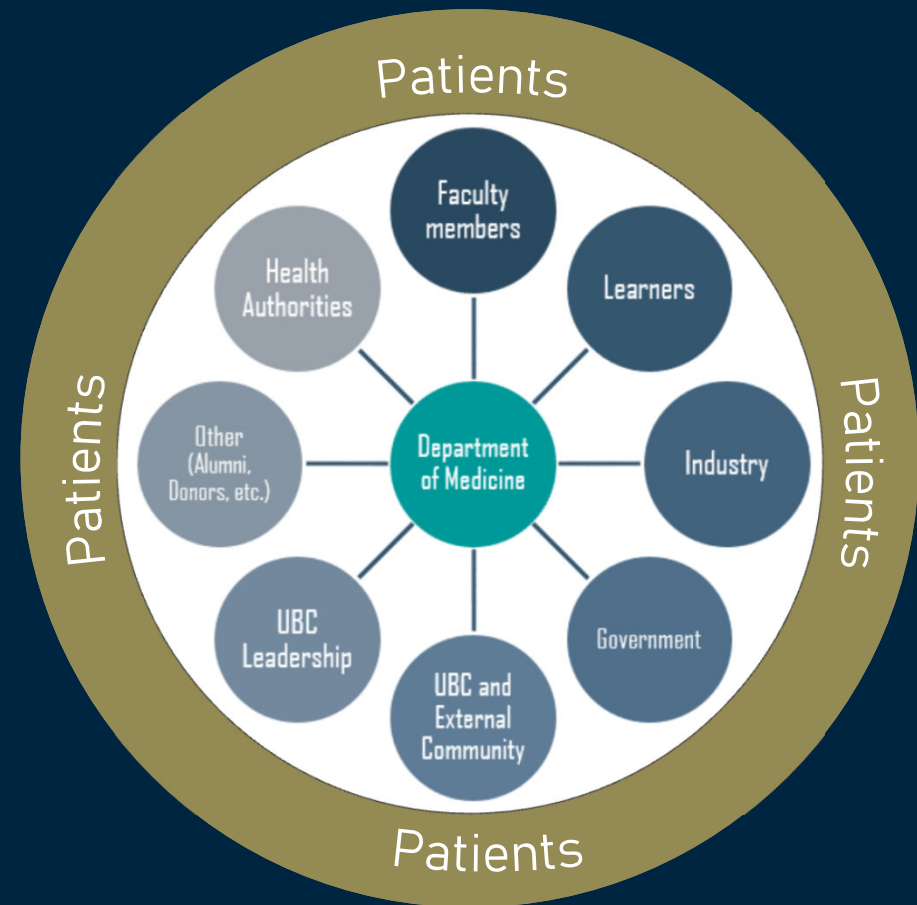 Patients
Faculty
members
Health
Authorities
Learners
Patients
Other
(Alumni,
Donors, etc.)
Department
of Medicine
Industry
Patients
UBC
Leadership
Government
UBC and
External
Community
Patients